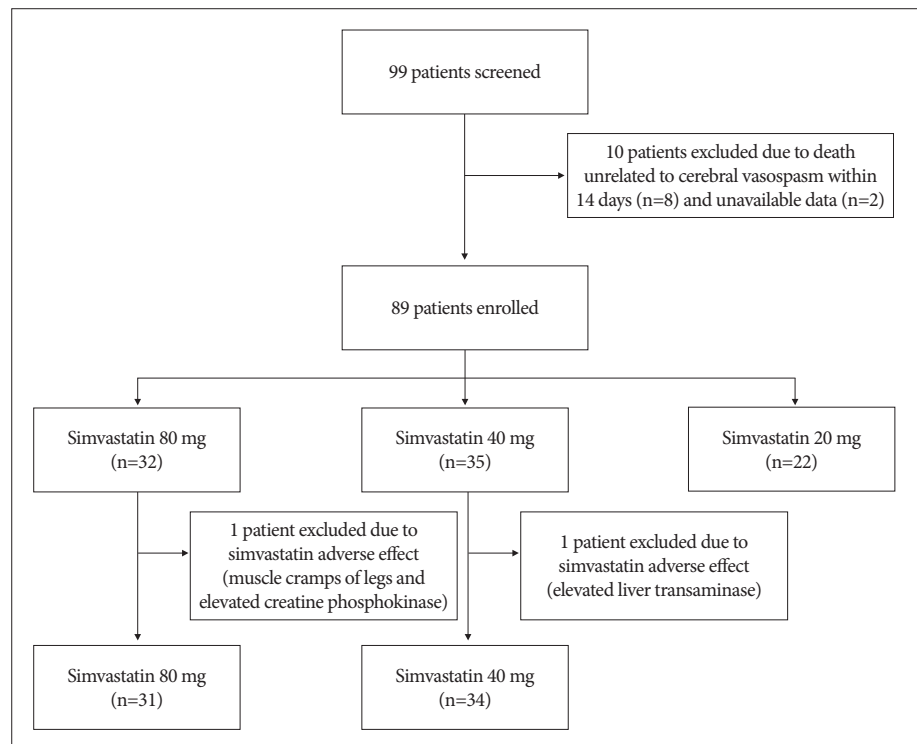 99 patients screened
10 patients excluded due to death
unrelated to cerebral vasospasm within
14 days (n=8) and unavailable data (n=2)
89 patients enrolled
Simvastatin 80 mg
(n=32)
Simvastatin 40 mg
(n=35)
Simvastatin 20 mg
(n=22)
1 patient excluded due to
simvastatin adverse effect
(muscle cramps of legs and
elevated creatine phosphokinase)
1 patient excluded due to
simvastatin adverse effect
(elevated liver transaminase)
Simvastatin 80 mg
(n=31)
Simvastatin 40 mg
(n=34)